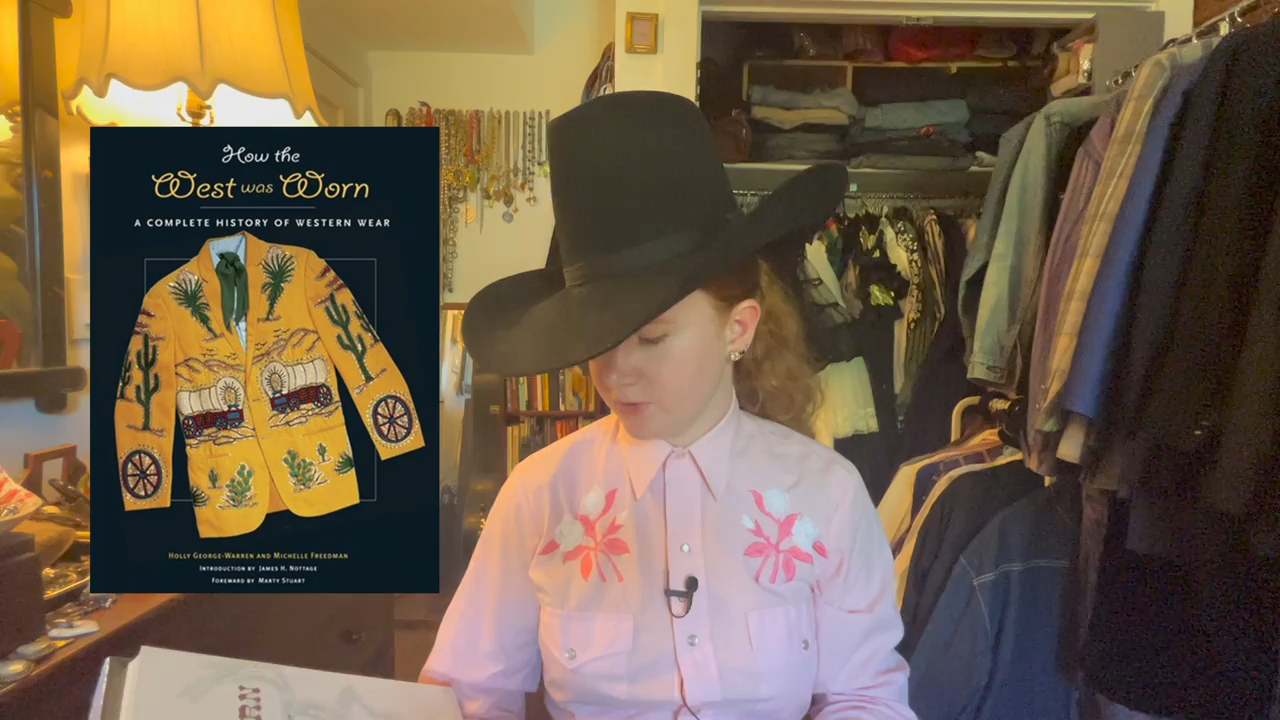 How the
West was Worn
A COMPLETE HISTORY OF WESTERN WEAR
HOLLY GEORGE-WARREN AND MICHELLE FREEDMAN
INTRODUCTION BY JAMES H. NOTTAGE
FOREWORD BY MARTY STUART